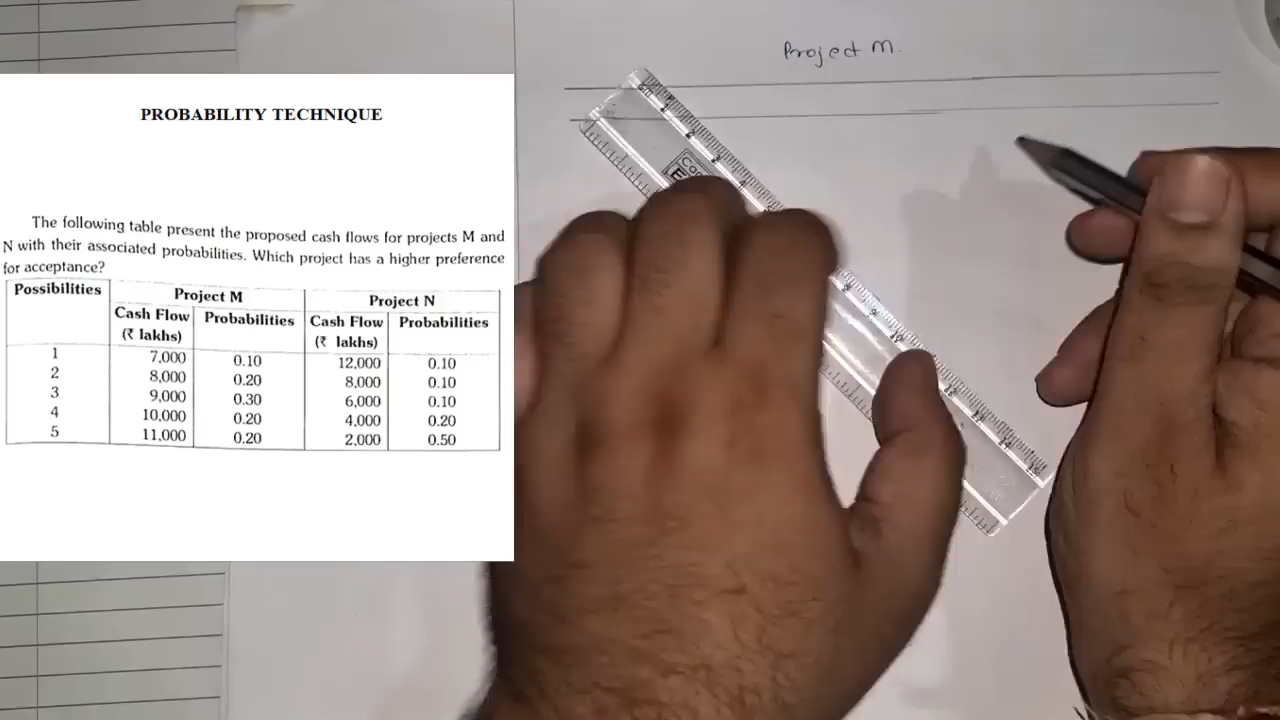 Project M.
PROBABILITY TECHNIQUE
The following table present the proposed cash flows for projects M and
N with their associated probabilities. Which project has a higher preference
for acceptance?
Possibilities Project M Project N
Cash Flow (₹ lakhs) Probabilities Cash Flow (₹ lakhs) Probabilities
1 7,000 0.10 12,000 0.10
2 8,000 0.20 8,000 0.10
3 9,000 0.30 6,000 0.10
4 10,000 0.20 4,000 0.20
5 11,000 0.20 2,000 0.50